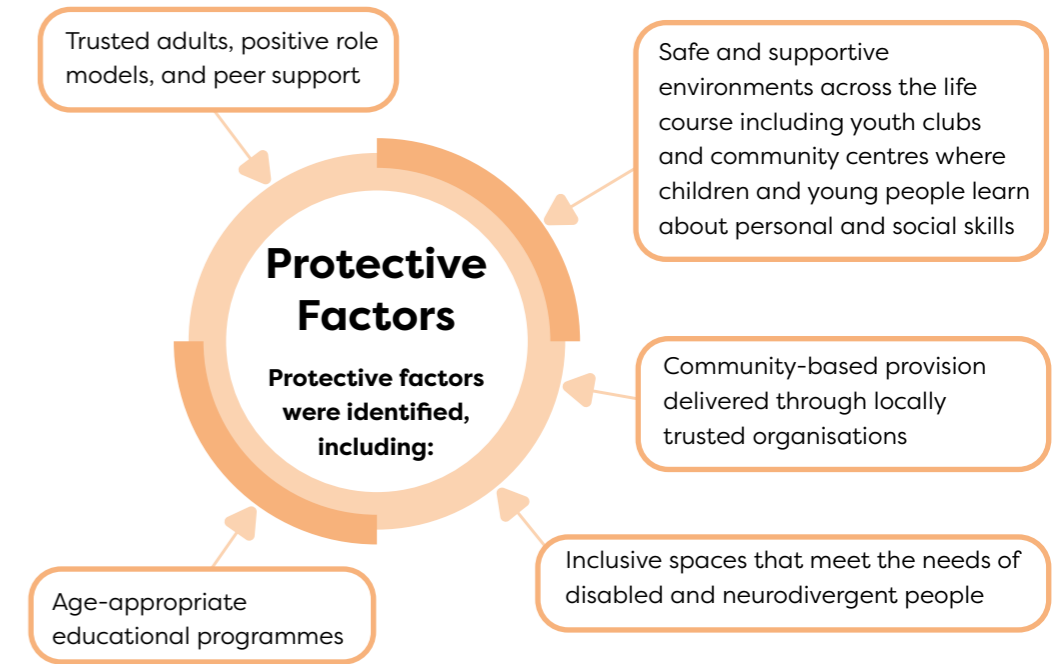 Trusted adults, positive role
models, and peer support
Safe and supportive
environments across the life
course including youth clubs
and community centres where
children and young people learn
about personal and social skills
Protective
Factors
Protective factors
were identified,
including:
Community-based provision
delivered through locally
trusted organisations
Inclusive spaces that meet the needs of
disabled and neurodivergent people
Age-appropriate
educational programmes